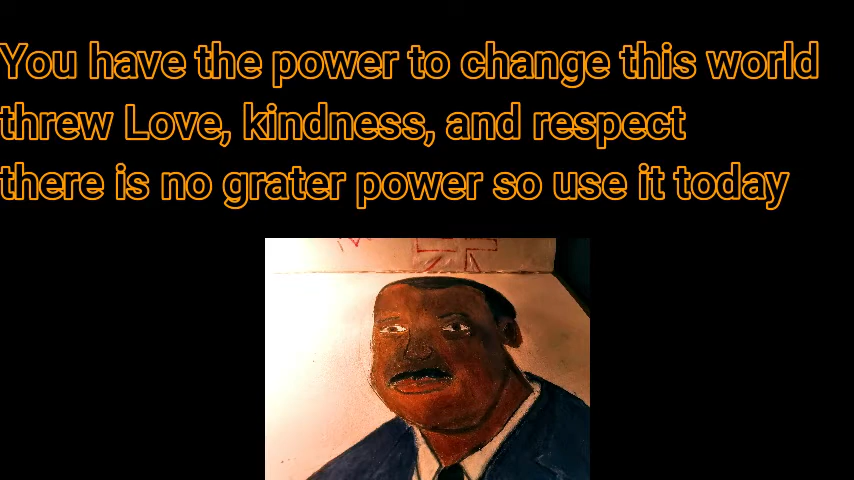 You have the power to change this world
threw Love, kindness, and respect
there is no grater power so use it today